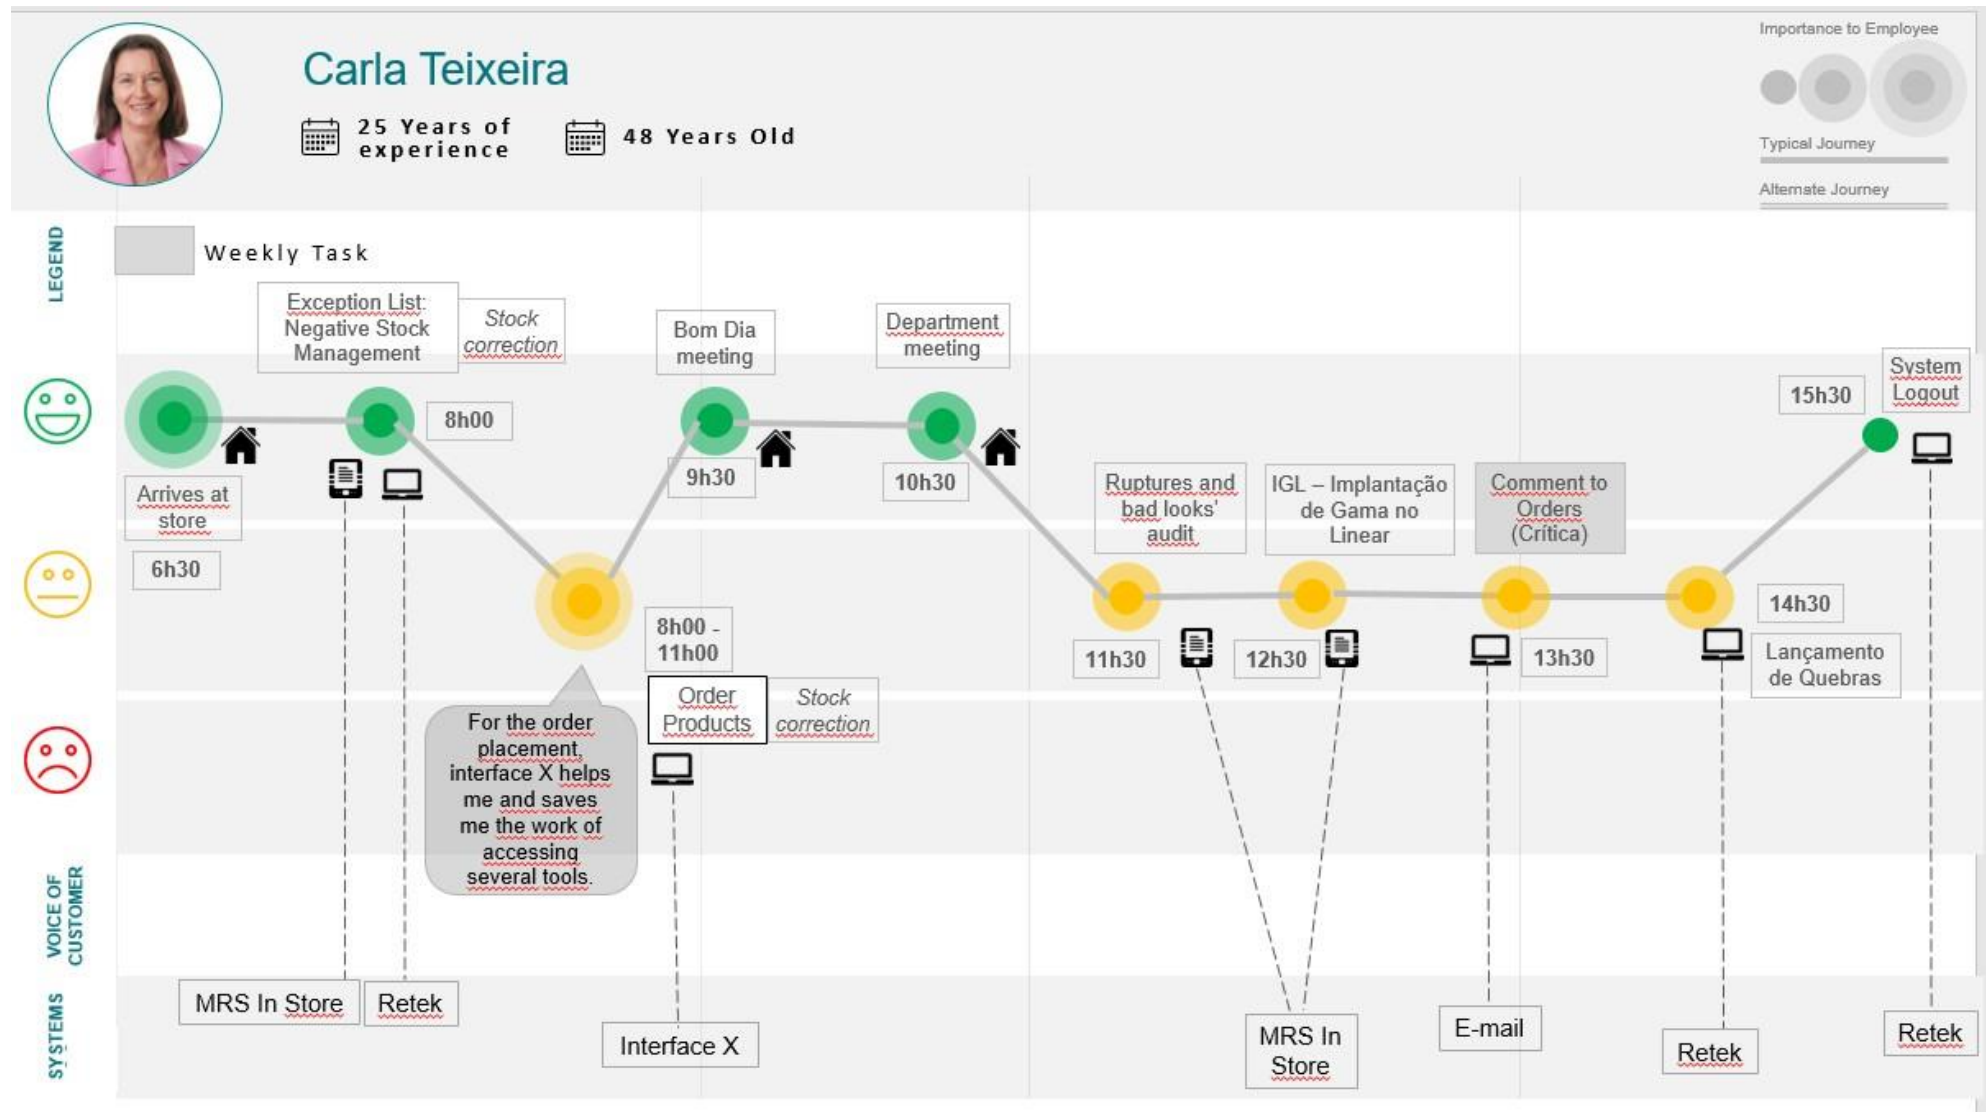 Carla Teixeira
25 Years of
experience
48 Years Old
Importance to Employee
Typical Journey
Alternate Journey
LEGEND
Weekly Task
Exception List:
Negative Stock
Management
Stock
correction
8h00
Arrives at
store
6h30
Bom Dia
meeting
9h30
Department
meeting
10h30
8h00 -
11h00
Order
Products
Stock
correction
For the order
placement,
interface X helps
me and saves
me the work of
accessing
several tools.
Ruptures and
bad looks'
audit
11h30
IGL – Implantação
de Gama no
Linear
12h30
Comment to
Orders
(Crítica)
13h30
14h30
Lançamento
de Quebras
15h30
System
Logout
VOICE OF
CUSTOMER
SYSTEMS
MRS In Store
Retek
Interface X
MRS In
Store
E-mail
Retek
Retek